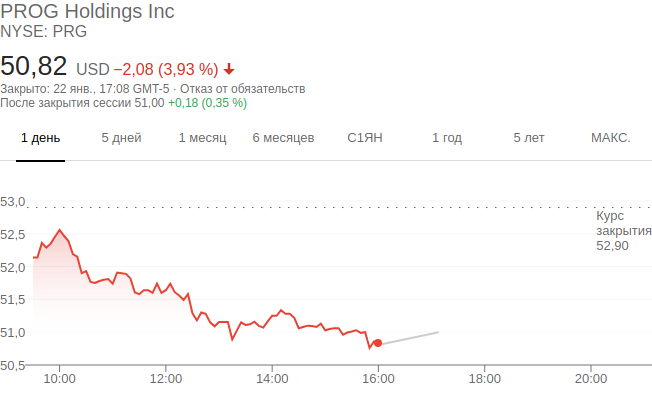 PROG Holdings Inc
NYSE: PRG
50,82 USD −2,08 (3,93 %)
Закрыто: 22 янв., 17:08 GMT-5 · Отказ от обязательств
После закрытия сессии 51,00 +0,18 (0,35 %)
1 день 5 дней 1 месяц 6 месяцев С1ЯН 1 год 5 лет МАКС.
53,0
Курс
закрытия
52,90
52,5
52,0
51,5
51,0
50,5
10:00 12:00 14:00 16:00 18:00 20:00